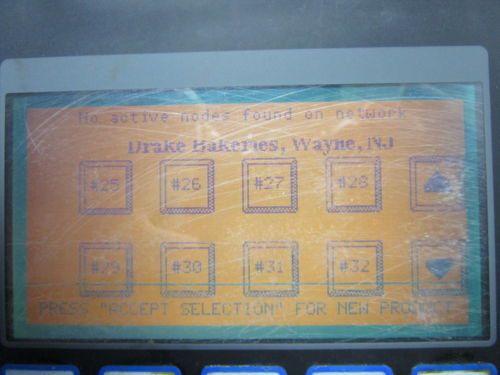 No active nodes found on network
Drake Bakeries, Wayne, NJ
#25 #26 #27 #28
#29 #30 #31 #32
PRESS "ACCEPT SELECTION" FOR NEW PRODUCT